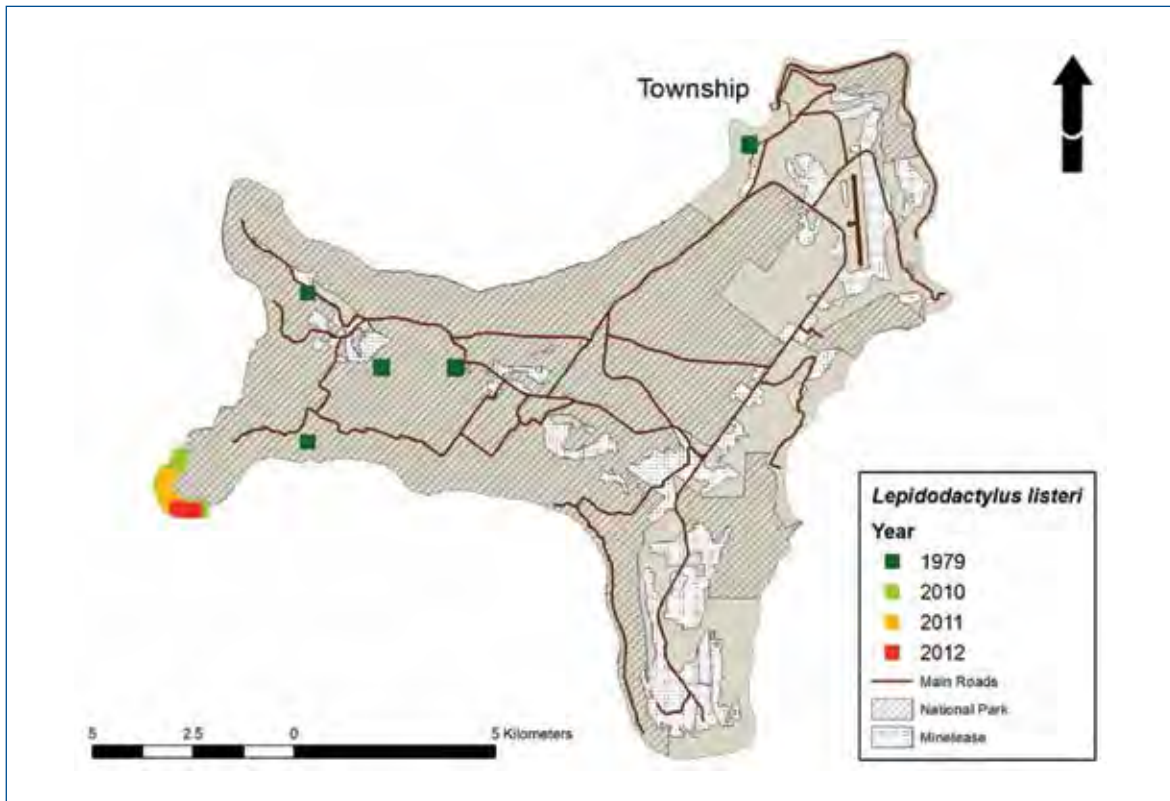 Township
Lepidodactylus listeri
Year
1979
2010
2011
2012
Main Roads
National Park
Minelease
5 2.5 0 5 Kilometers